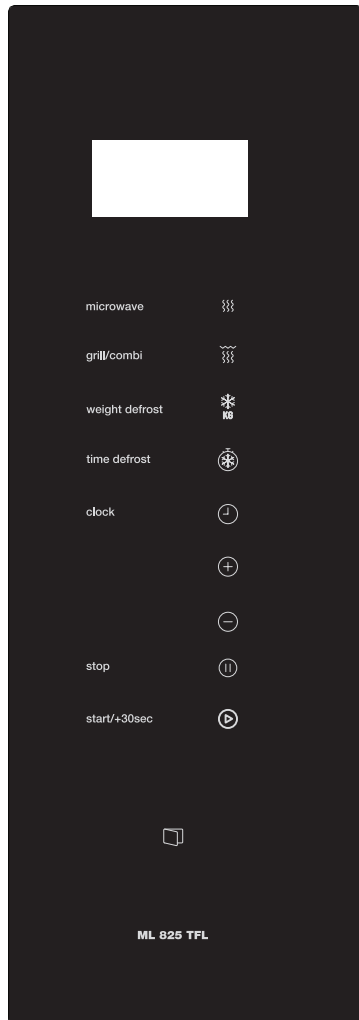 microwave
grill/combi
weight defrost
KG
time defrost
clock
stop
start/+30sec
ML 825 TFL